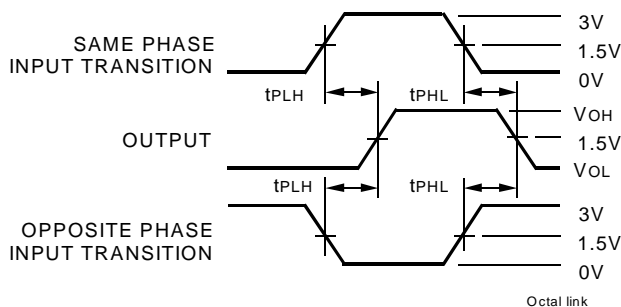 SAME PHASE
INPUT TRANSITION
3V
1.5V
0V
tPLH
tPHL
OUTPUT
VOH
1.5V
VOL
tPLH
tPHL
OPPOSITE PHASE
INPUT TRANSITION
3V
1.5V
0V
Octal link